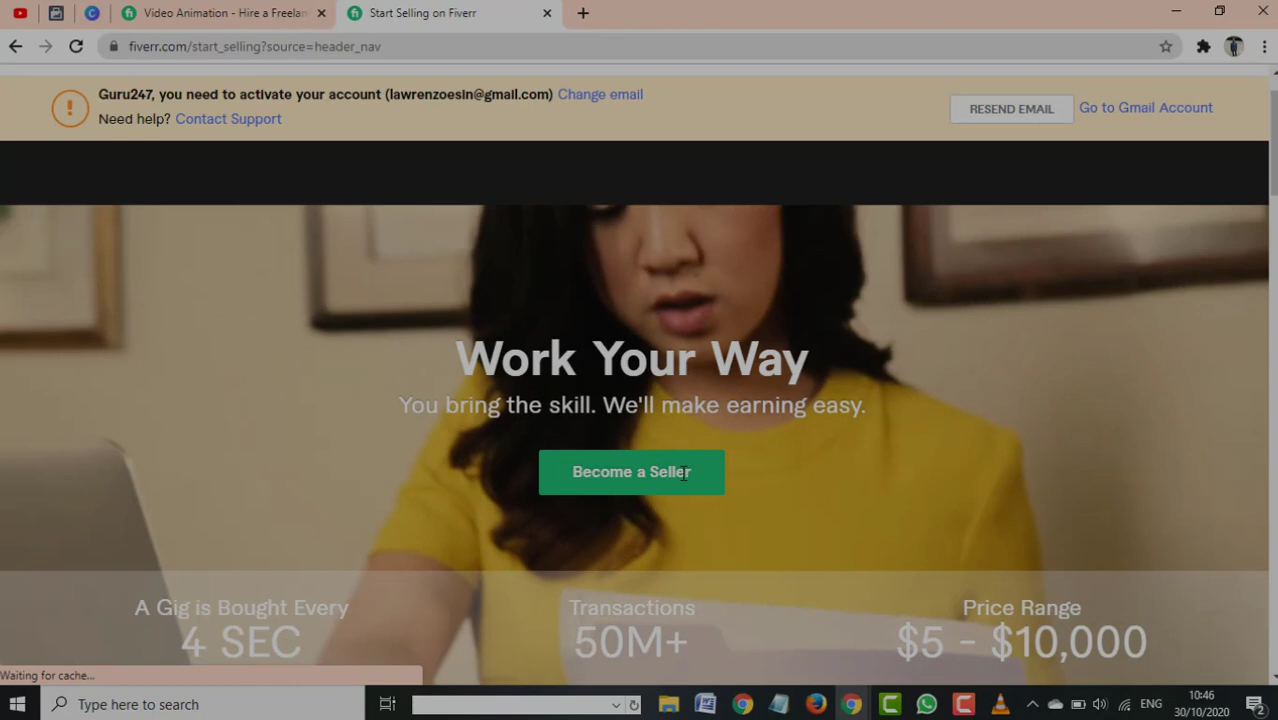 Video Animation - Hire a Freelan
Start Selling on Fiverr
fiverr.com/start_selling?source=header_nav
Guru247, you need to activate your account (lawrenzoesin@gmail.com) Change email
Need help? Contact Support
RESEND EMAIL
Go to Gmail Account
Work Your Way
You bring the skill. We'll make earning easy.
Become a Seller
A Gig is Bought Every
4 SEC
Transactions
50M+
Price Range
$5 - $10,000
Waiting for cache...
Type here to search
ENG
10:46
30/10/2020
2